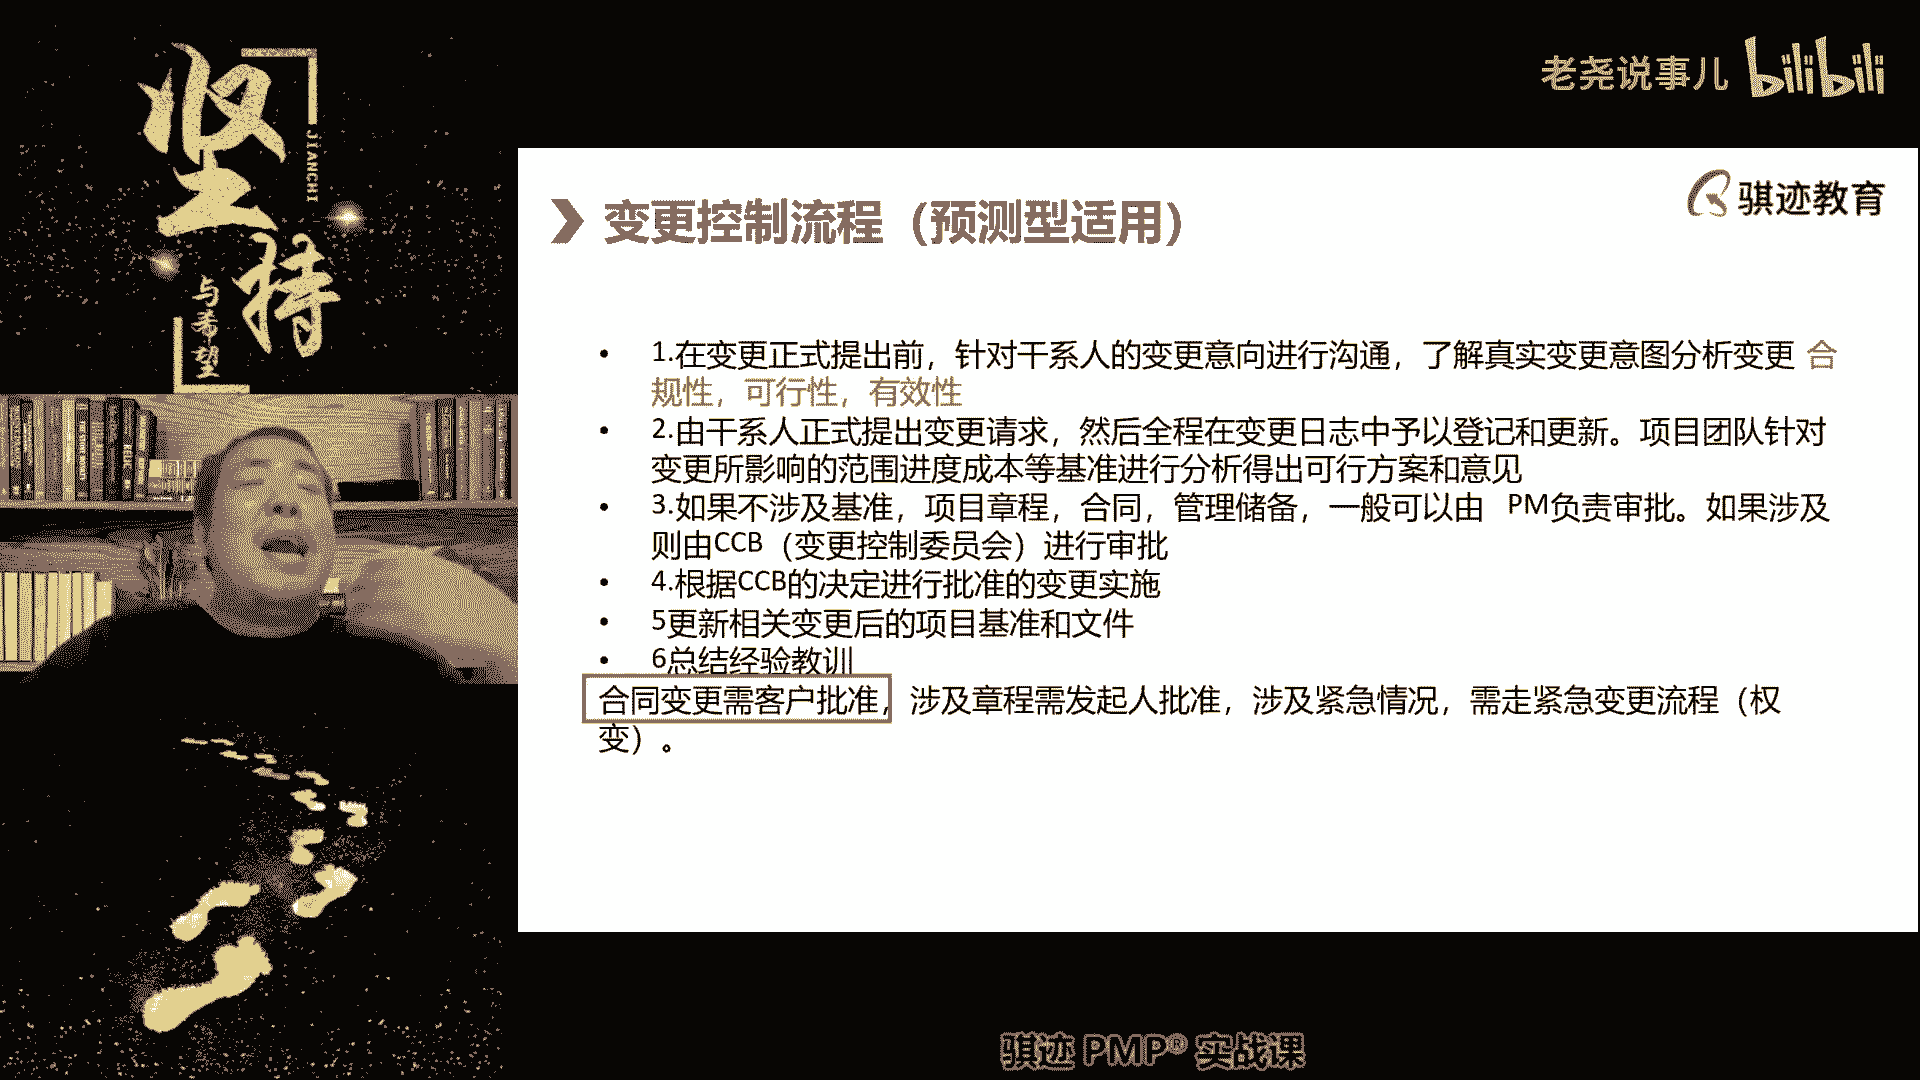 坚持
JIANCHI
与希望
老尧说事儿 bilibili
骐迹教育
变更控制流程（预测型适用）
• 1.在变更正式提出前，针对干系人的变更意向进行沟通，了解真实变更意图分析变更 合
规性，可行性，有效性
• 2.由干系人正式提出变更请求，然后全程在变更日志中予以登记和更新。项目团队针对
变更所影响的范围进度成本等基准进行分析得出可行方案和意见
• 3.如果不涉及基准，项目章程，合同，管理储备，一般可以由 PM负责审批。如果涉及
则由CCB（变更控制委员会）进行审批
• 4.根据CCB的决定进行批准的变更实施
• 5更新相关变更后的项目基准和文件
• 6总结经验教训
合同变更需客户批准，涉及章程需发起人批准，涉及紧急情况，需走紧急变更流程（权
变）。
骐迹 PMP® 实战课